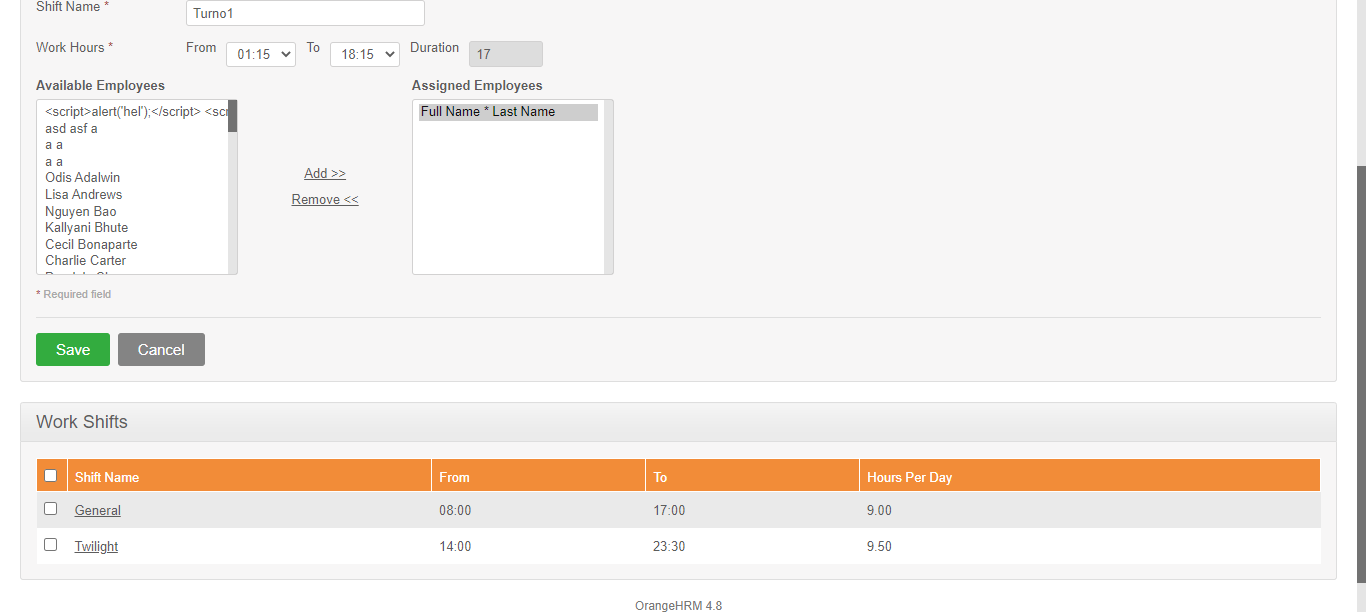 Shift Name *
Turno1
Work Hours * From 01:15 To 18:15 Duration 17
Available Employees
<script>alert('hel');</script> <scr
asd asf a
a a
a a
Odis Adalwin
Lisa Andrews
Nguyen Bao
Kallyani Bhute
Cecil Bonaparte
Charlie Carter
Add >>
Remove <<
Assigned Employees
Full Name * Last Name
* Required field
Save Cancel
Work Shifts
Shift Name From To Hours Per Day
General 08:00 17:00 9.00
Twilight 14:00 23:30 9.50
OrangeHRM 4.8